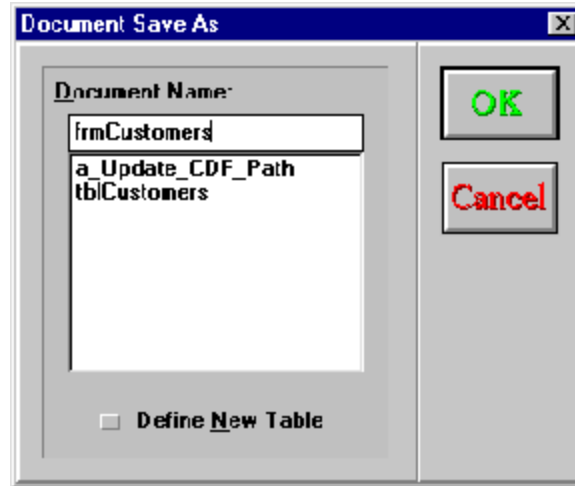 Document Save As
Document Name:
frmCustomers
a_Update_CDF_Path
tblCustomers
Define New Table
OK
Cancel